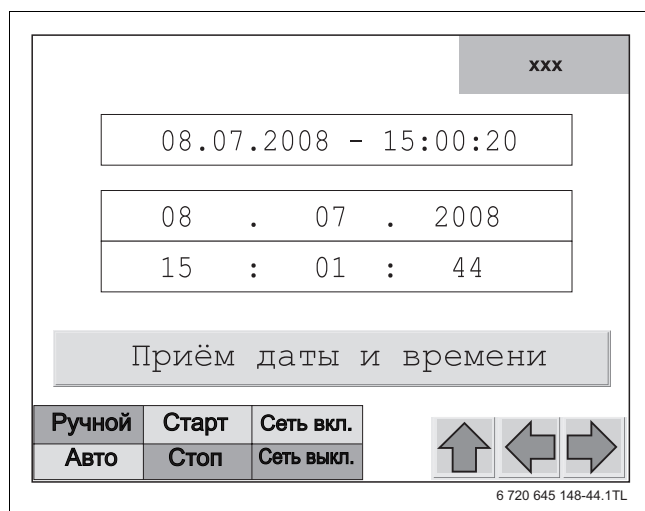 xxx
08.07.2008 - 15:00:20
08 . 07 . 2008
15 : 01 : 44
Приём даты и времени
Ручной Старт Сеть вкл.
Авто Стоп Сеть выкл.
6 720 645 148-44.1TL